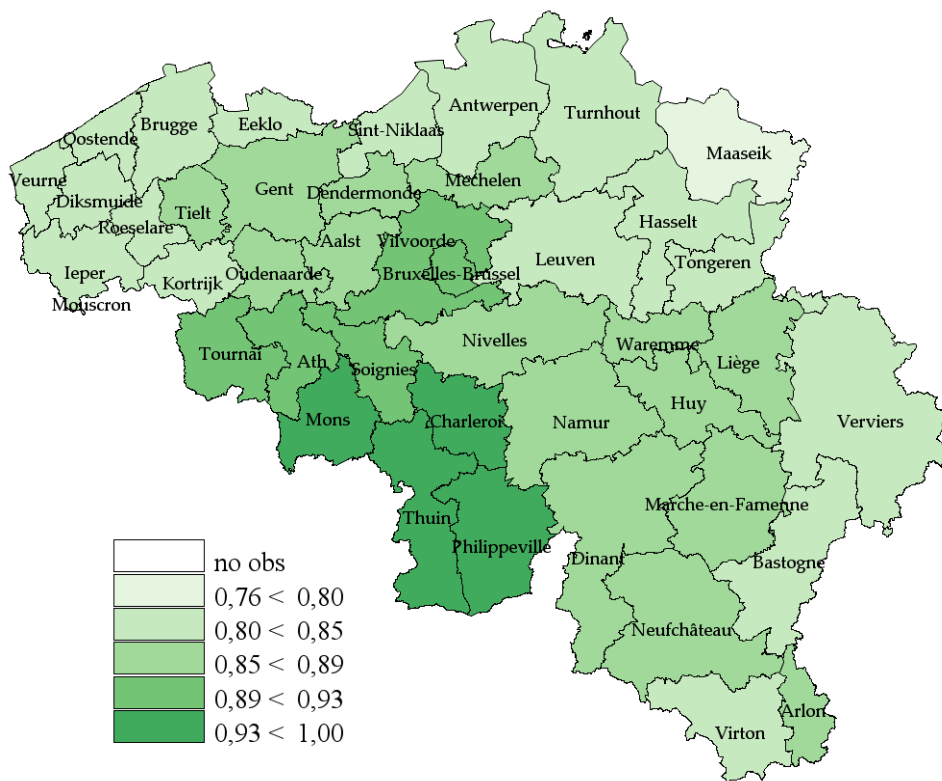 Antwerpen
Turnhout
Brugge
Eeklo
Sint-Niklaas
Oostende
Maaseik
Veurne
Gent
Dendermonde
Mechelen
Diksmuide
Tielt
Roeselare
Hasselt
Aalst
Vilvoorde
Leuven
Tongeren
Ieper
Kortrijk
Oudenaarde
Bruxelles-Brussel
Mouscron
Tournai
Ath
Soignies
Nivelles
Waremme
Liège
Mons
Charleroi
Namur
Huy
Verviers
Thuin
Philippeville
Marche-en-Famenne
Dinant
Bastogne
Neufchâteau
Virton
Arlon
no obs
0,76 < 0,80
0,80 < 0,85
0,85 < 0,89
0,89 < 0,93
0,93 < 1,00